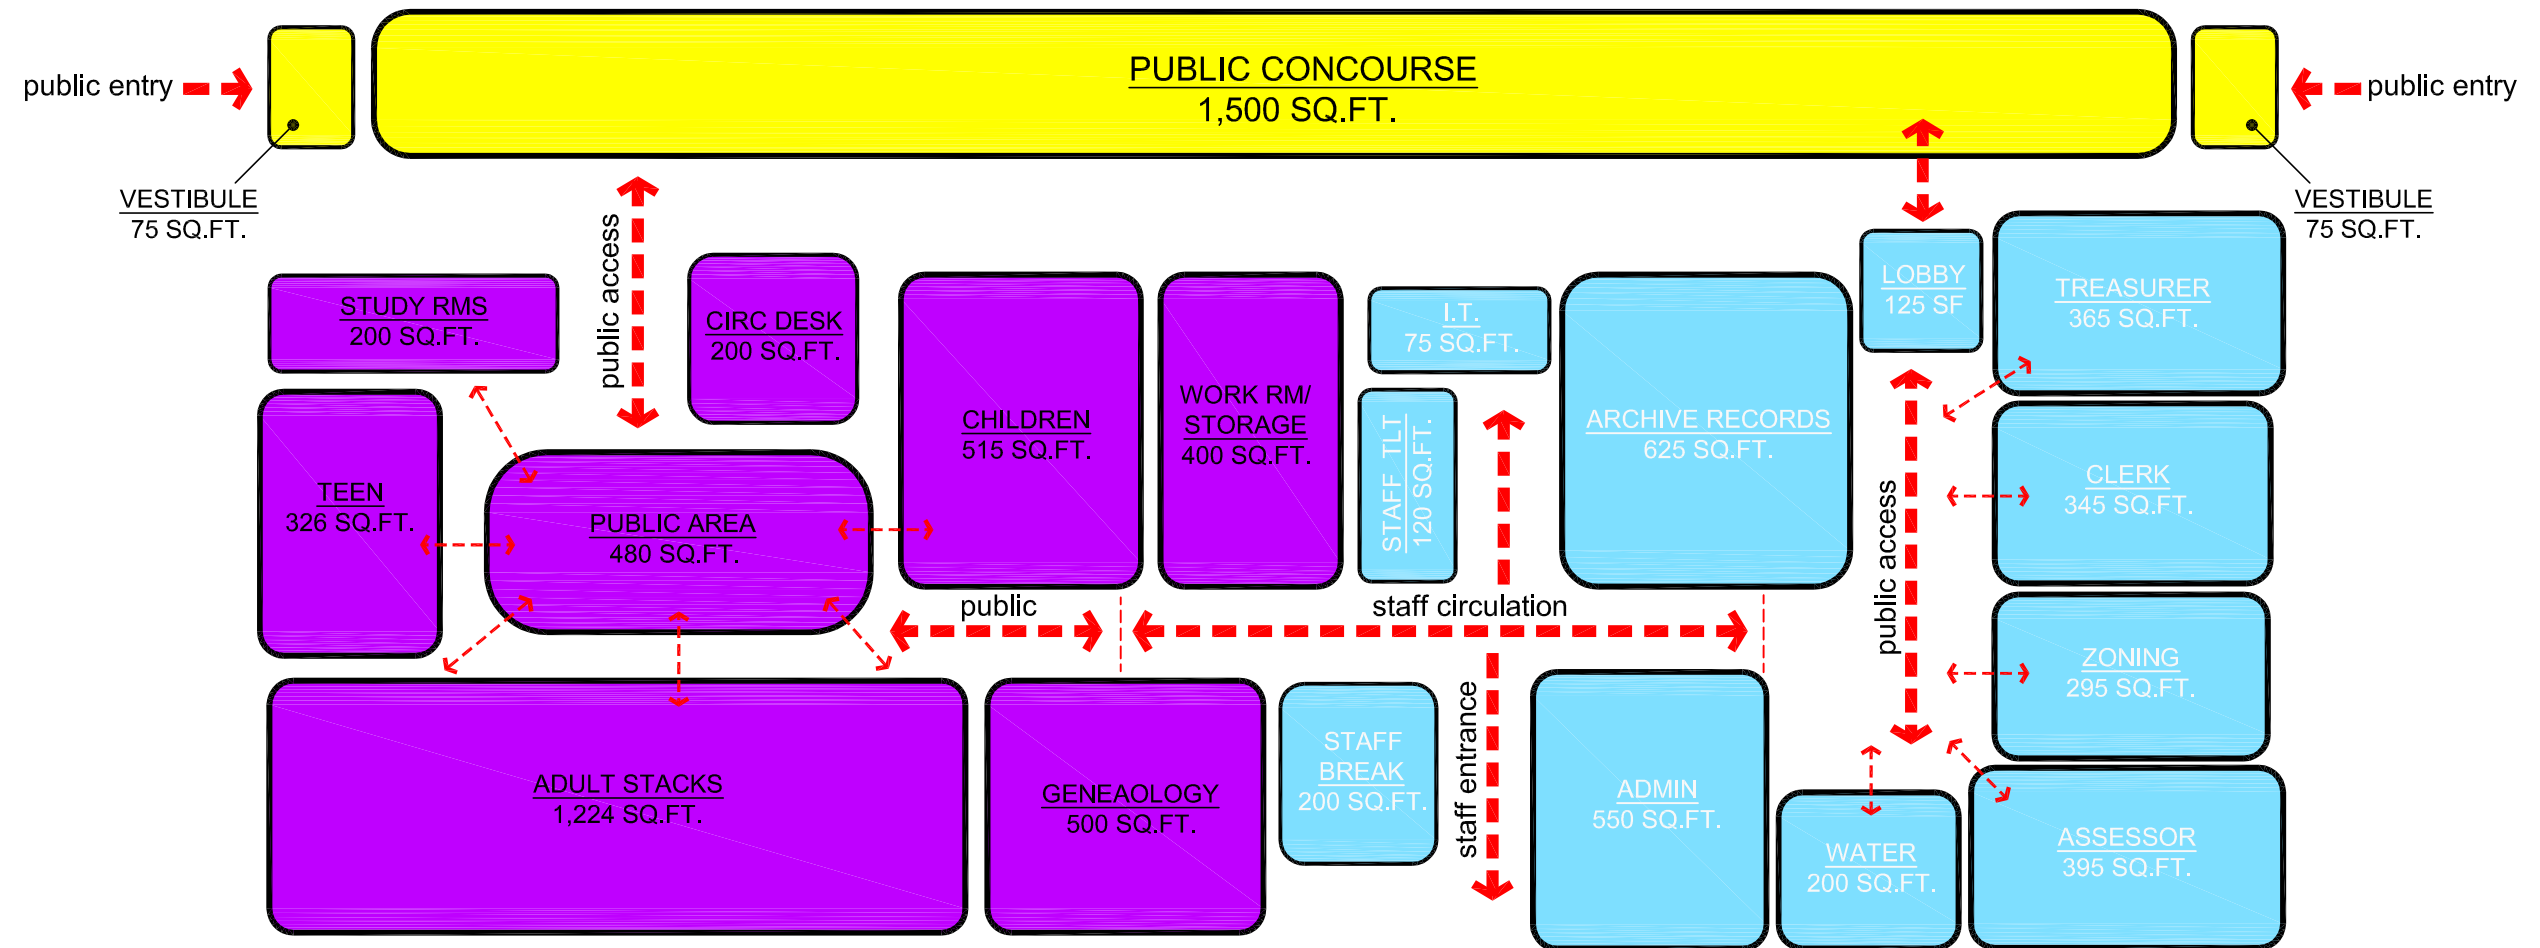 PUBLIC CONCOURSE
1,500 SQ.FT.
public entry
public entry
VESTIBULE
75 SQ.FT.
VESTIBULE
75 SQ.FT.
public access
STUDY RMS
200 SQ.FT.
CIRC DESK
200 SQ.FT.
TEEN
326 SQ.FT.
PUBLIC AREA
480 SQ.FT.
CHILDREN
515 SQ.FT.
WORK RM/
STORAGE
400 SQ.FT.
I.T.
75 SQ.FT.
STAFF TLT
120 SQ.FT.
ARCHIVE RECORDS
625 SQ.FT.
LOBBY
125 SF
TREASURER
365 SQ.FT.
CLERK
345 SQ.FT.
public access
public
staff circulation
ZONING
295 SQ.FT.
ADULT STACKS
1,224 SQ.FT.
GENEAOLOGY
500 SQ.FT.
STAFF
BREAK
200 SQ.FT.
staff entrance
ADMIN
550 SQ.FT.
WATER
200 SQ.FT.
ASSESSOR
395 SQ.FT.